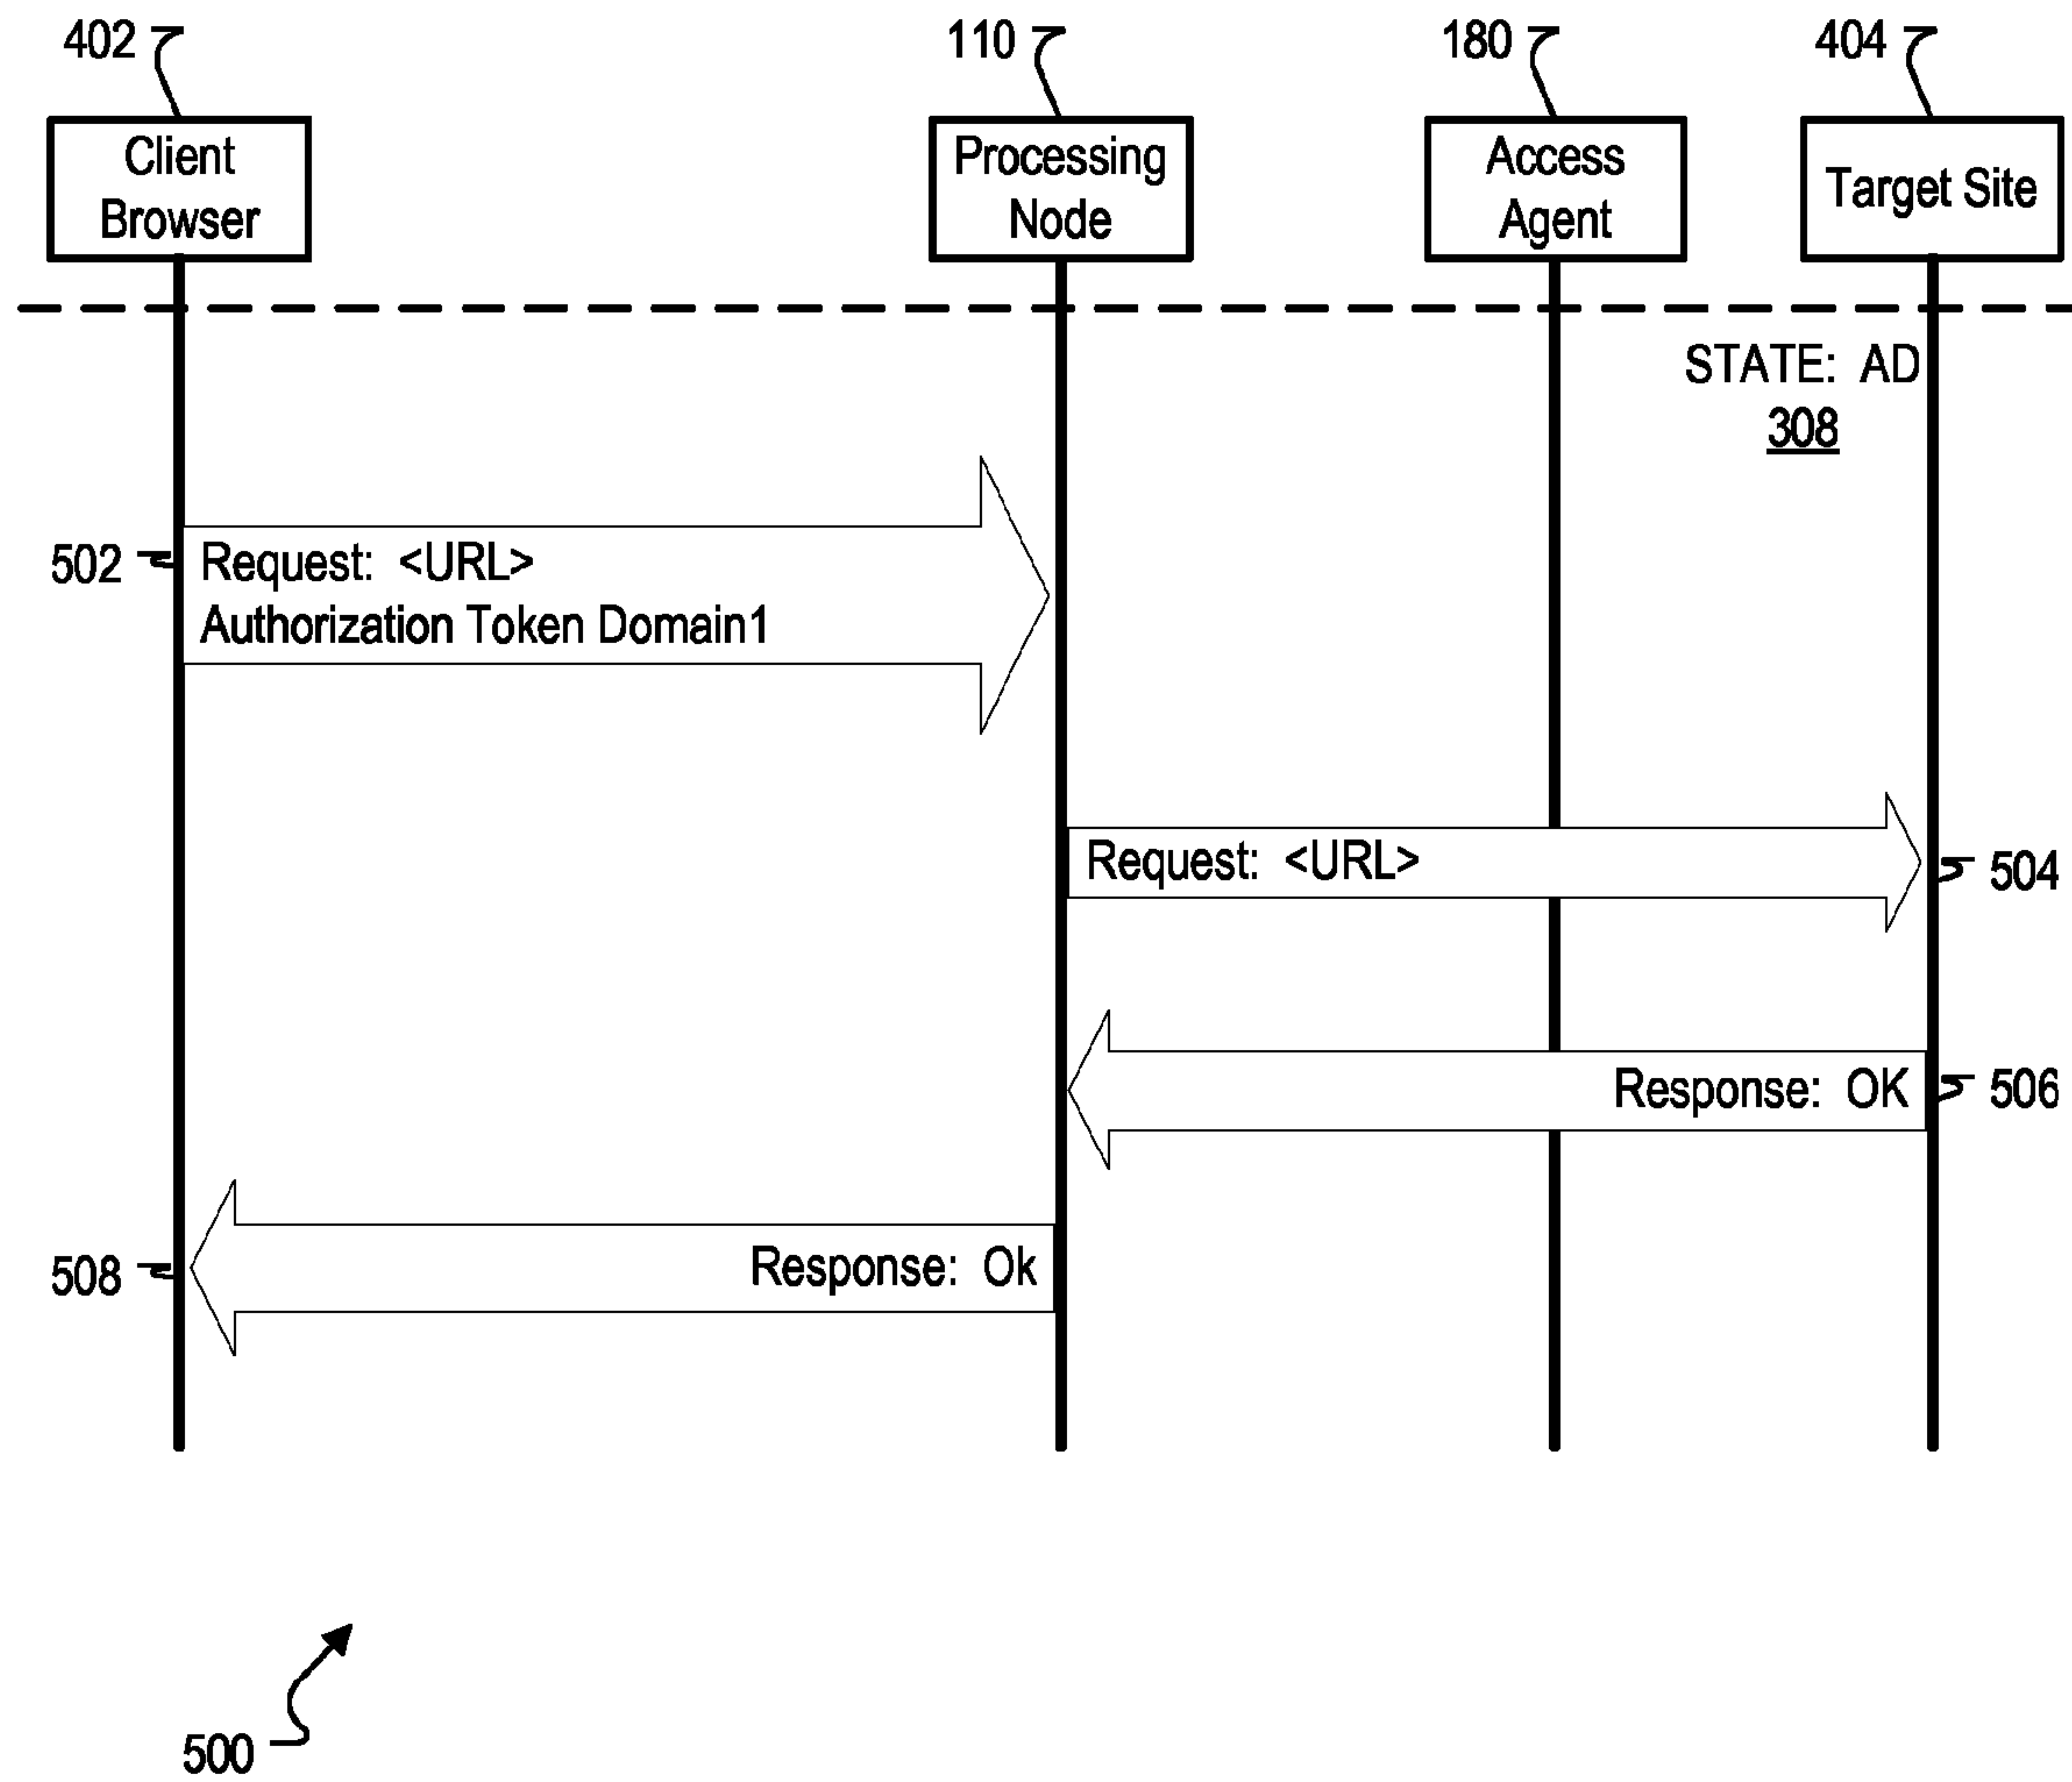 402
110
180
404
Client
Browser
Processing
Node
Access
Agent
Target Site
STATE: AD
308
502
Request: <URL>
Authorization Token Domain1
Request: <URL>
504
Response: OK
506
508
Response: Ok
500